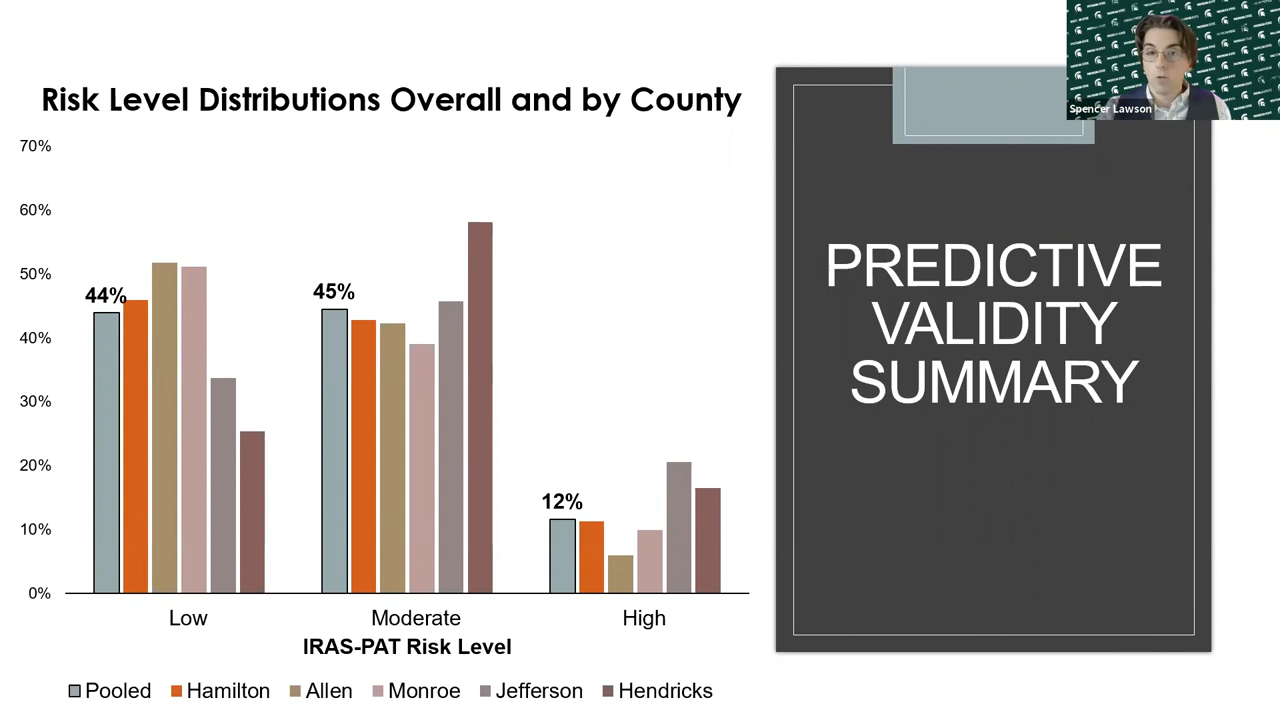 Risk Level Distributions Overall and by County
70%
60%
50%
40%
30%
20%
10%
0%
44%
45%
12%
Low
Moderate
High
IRAS-PAT Risk Level
Pooled
Hamilton
Allen
Monroe
Jefferson
Hendricks
PREDICTIVE
VALIDITY
SUMMARY
Spencer Lawson